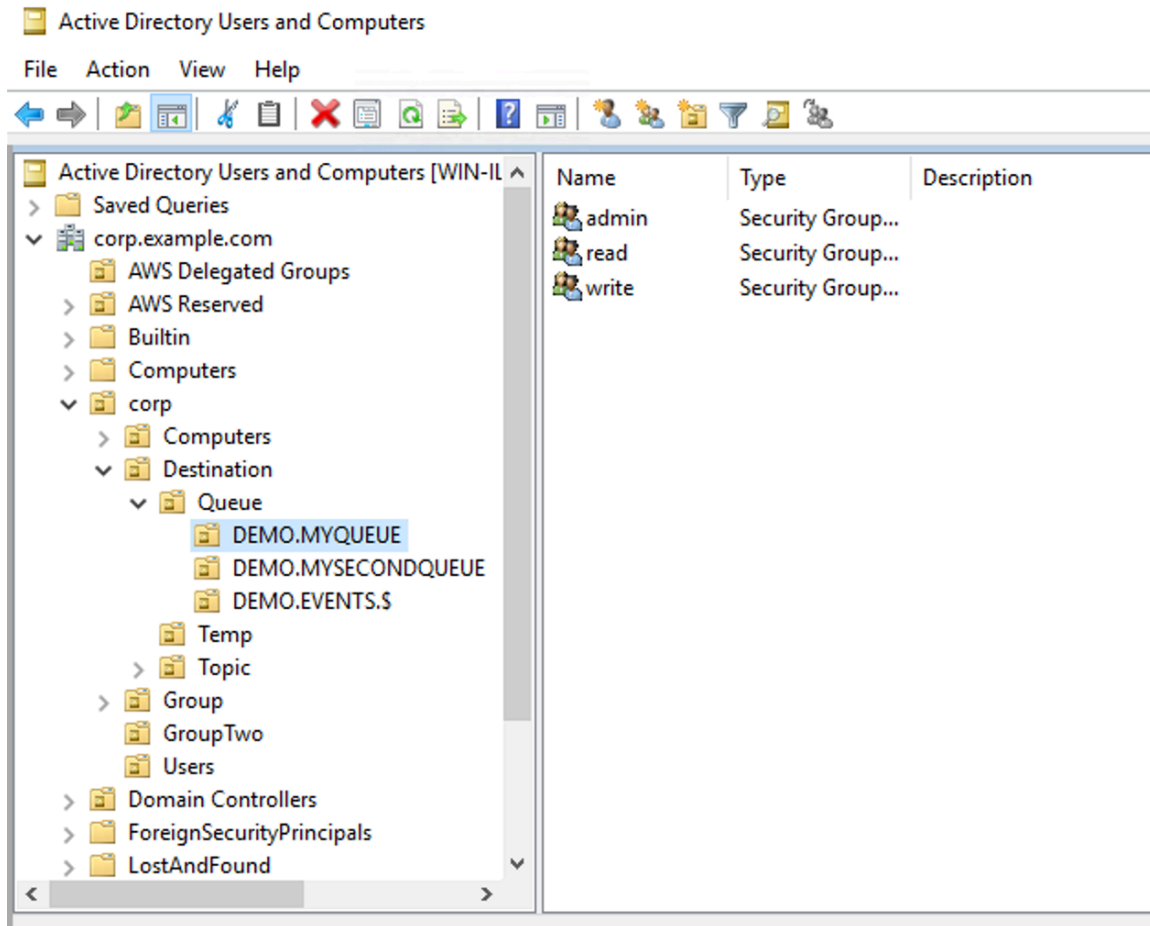 Active Directory Users and Computers
File Action View Help
Active Directory Users and Computers [WIN-IL
Saved Queries
corp.example.com
AWS Delegated Groups
AWS Reserved
Builtin
Computers
corp
Computers
Destination
Queue
DEMO.MYQUEUE
DEMO.MYSECONDQUEUE
DEMO.EVENTS.$
Temp
Topic
Group
GroupTwo
Users
Domain Controllers
ForeignSecurityPrincipals
LostAndFound
Name Type Description
admin Security Group...
read Security Group...
write Security Group...